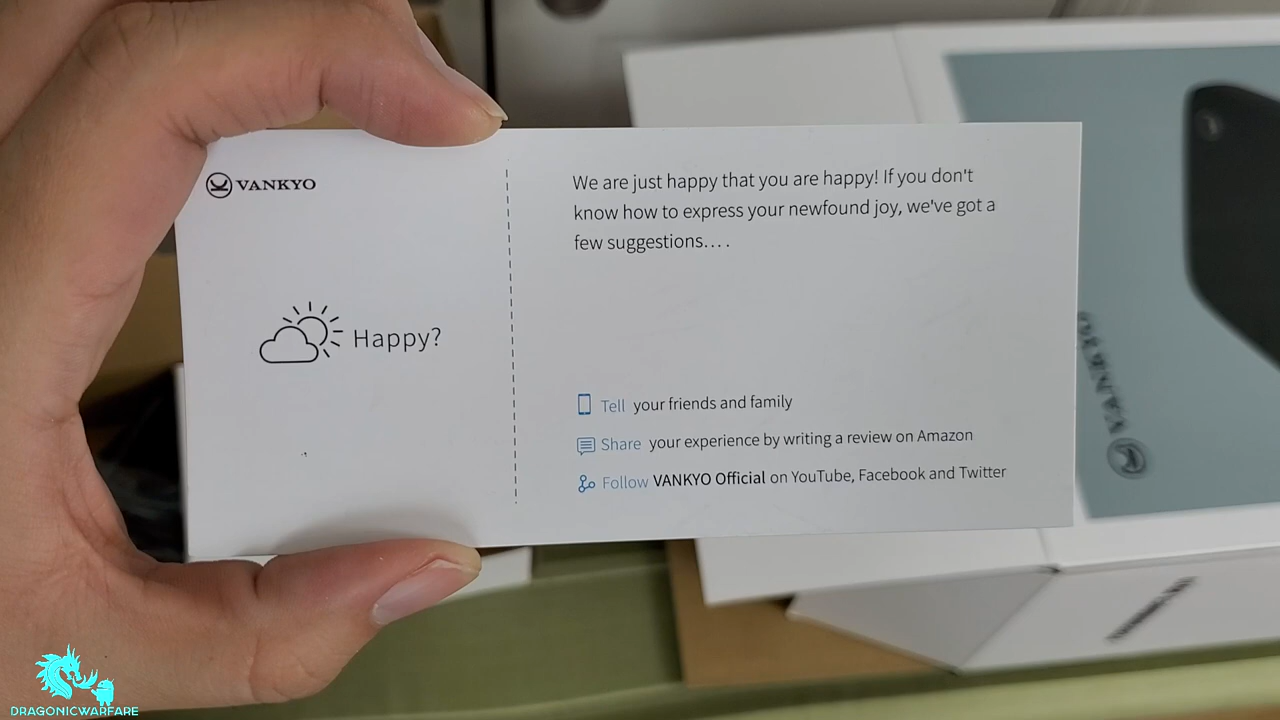 VANKYO
Happy?
We are just happy that you are happy! If you don't
know how to express your newfound joy, we've got a
few suggestions....
Tell your friends and family
Share your experience by writing a review on Amazon
Follow VANKYO Official on YouTube, Facebook and Twitter
VANKYO
DRAGONICWARFARE